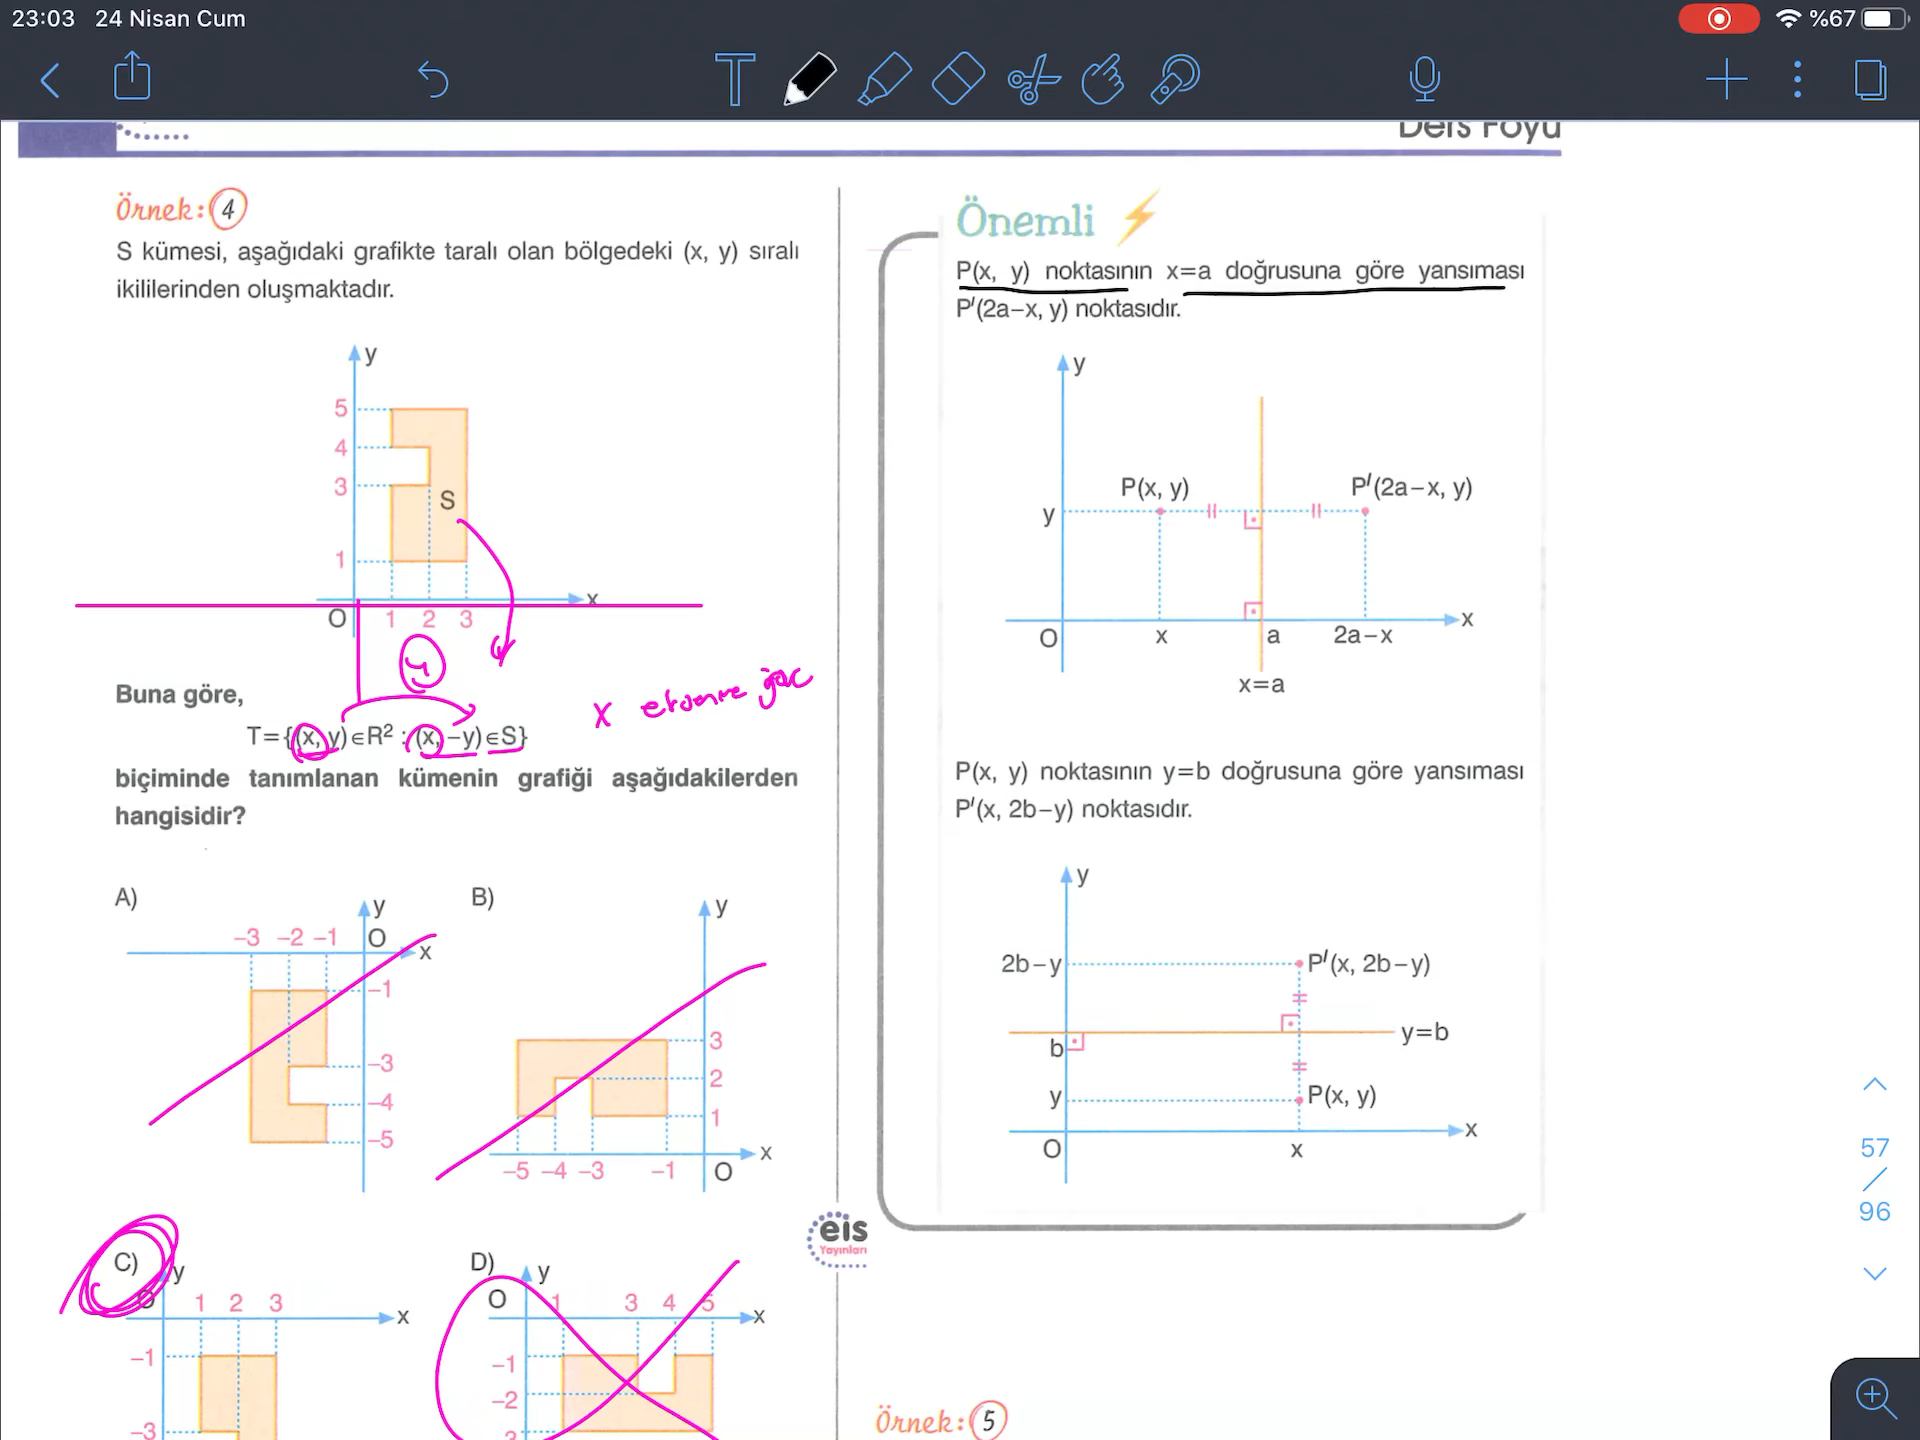 23:03 24 Nisan Cum
%67
Ders Föyü
Örnek: 4
S kümesi, aşağıdaki grafikte taralı olan bölgedeki (x, y) sıralı
ikililerinden oluşmaktadır.
y
5
4
3
S
1
x
O 1 2 3
4
Buna göre,
x eksenine göre
T={(x, y)∈R² : (x, −y)∈S}
biçiminde tanımlanan kümenin grafiği aşağıdakilerden
hangisidir?
A)
y
−3 −2 −1 O
x
−1
−3
−4
−5
B)
y
3
2
1
x
−5 −4 −3 −1 O
C)
y
O 1 2 3
x
−1
−3
D)
y
O 1 3 4 5
x
−1
−2
3
eis
Yayınları
Önemli
P(x, y) noktasının x=a doğrusuna göre yansıması
P′(2a−x, y) noktasıdır.
y
P(x, y) P′(2a−x, y)
y
x
O x a 2a−x
x=a
P(x, y) noktasının y=b doğrusuna göre yansıması
P′(x, 2b−y) noktasıdır.
y
2b−y P′(x, 2b−y)
y=b
b
y P(x, y)
x
O x
Örnek: 5
57
/
96